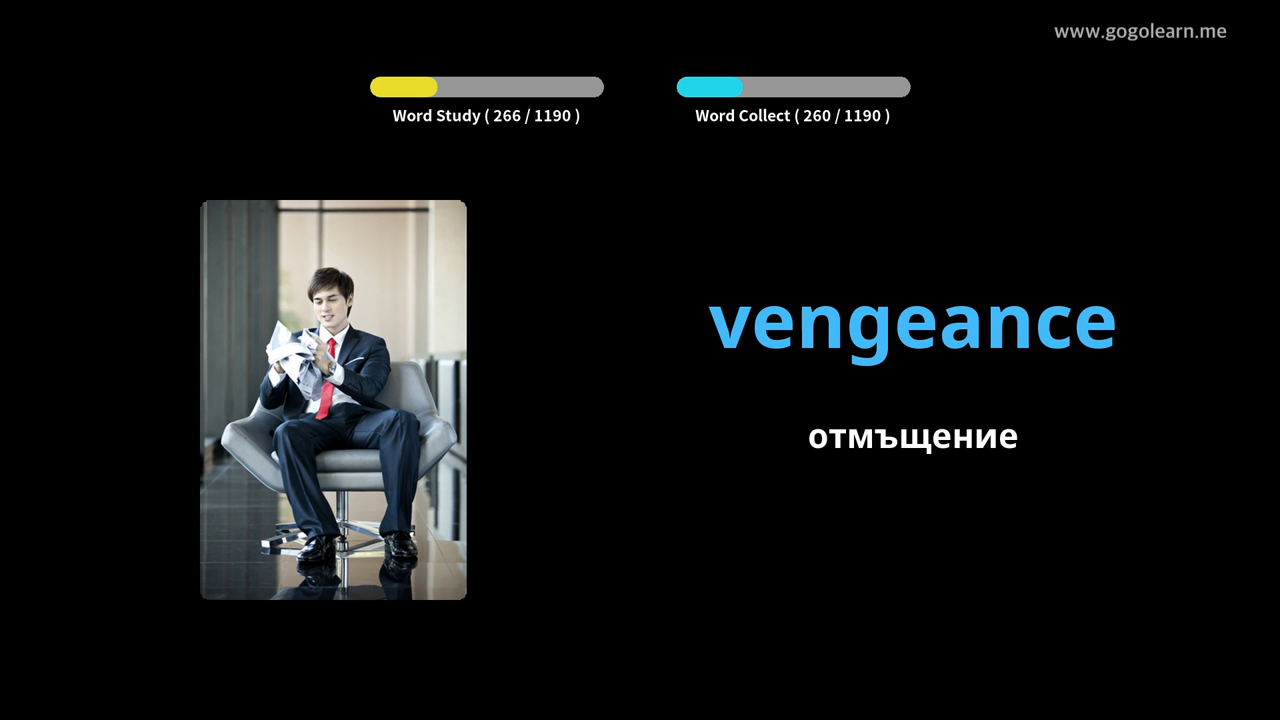 www.gogolearn.me
Word Study ( 266 / 1190 )
Word Collect ( 260 / 1190 )
vengeance
отмъщение